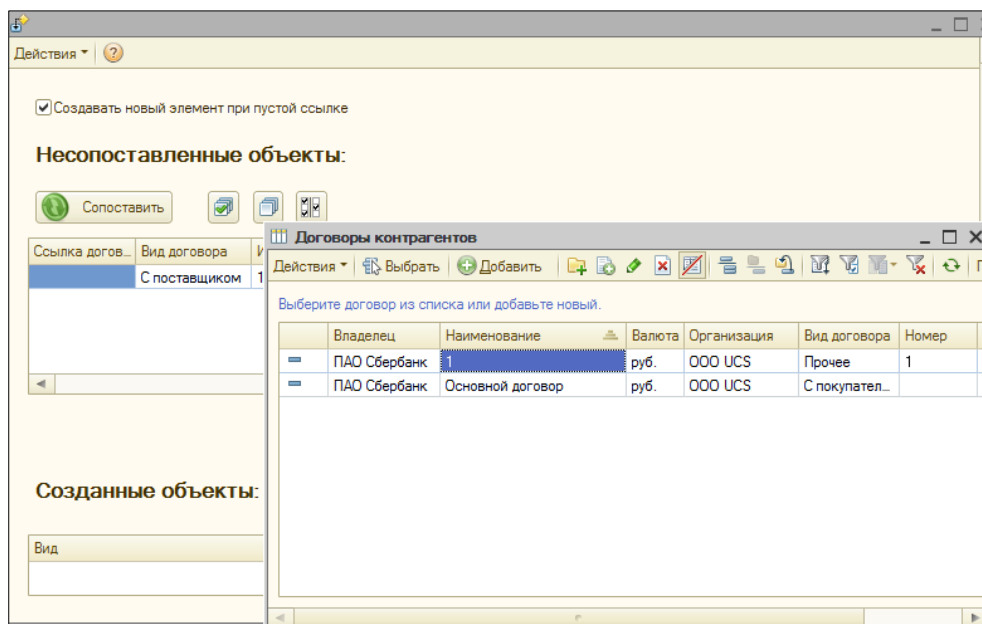 Действия
Создавать новый элемент при пустой ссылке
Несопоставленные объекты:
Сопоставить
Ссылка догов... Вид договора
С поставщиком 1
Договоры контрагентов
Действия Выбрать Добавить
Выберите договор из списка или добавьте новый.
Владелец Наименование Валюта Организация Вид договора Номер
ПАО Сбербанк 1 руб. ООО UCS Прочее 1
ПАО Сбербанк Основной договор руб. ООО UCS С покупател...
Созданные объекты:
Вид